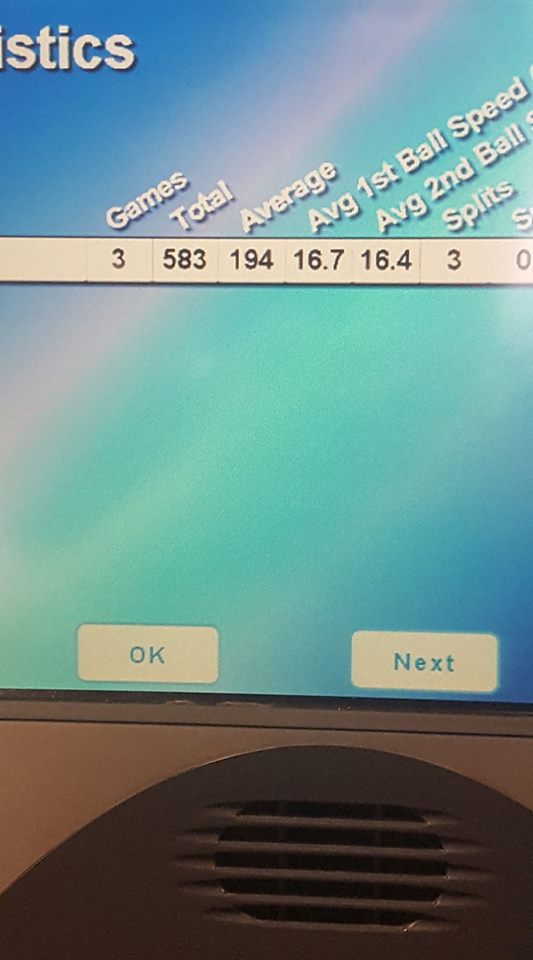 istics
Games Total Average Avg 1st Ball Speed Avg 2nd Ball Splits
3 583 194 16.7 16.4 3 0
OK Next